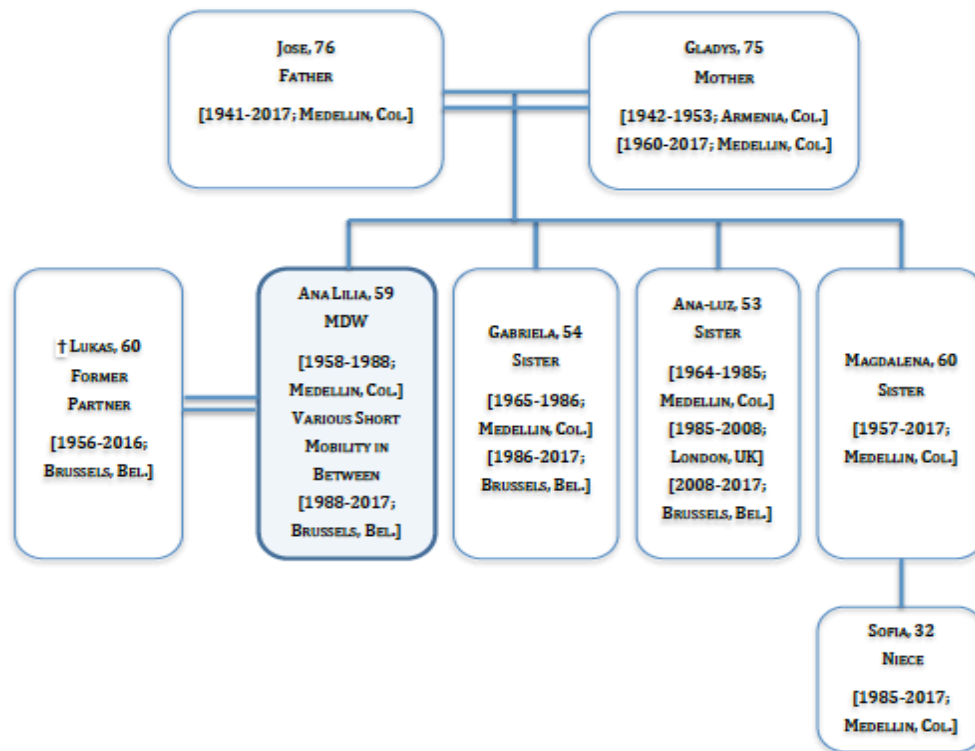 Jose, 76
Father
[1941-2017; Medellin, Col.]
Gladys, 75
Mother
[1942-1953; Armenia, Col.]
[1960-2017; Medellin, Col.]
† Lukas, 60
Former
Partner
[1956-2016;
Brussels, Bel.]
Ana Lilia, 59
MDW
[1958-1988;
Medellin, Col.]
Various Short
Mobility in
Between
[1988-2017;
Brussels, Bel.]
Gabriela, 54
Sister
[1965-1986;
Medellin, Col.]
[1986-2017;
Brussels, Bel.]
Ana-luz, 53
Sister
[1964-1985;
Medellin, Col.]
[1985-2008;
London, UK]
[2008-2017;
Brussels, Bel.]
Magdalena, 60
Sister
[1957-2017;
Medellin, Col.]
Sofia, 32
Niece
[1985-2017;
Medellin, Col.]